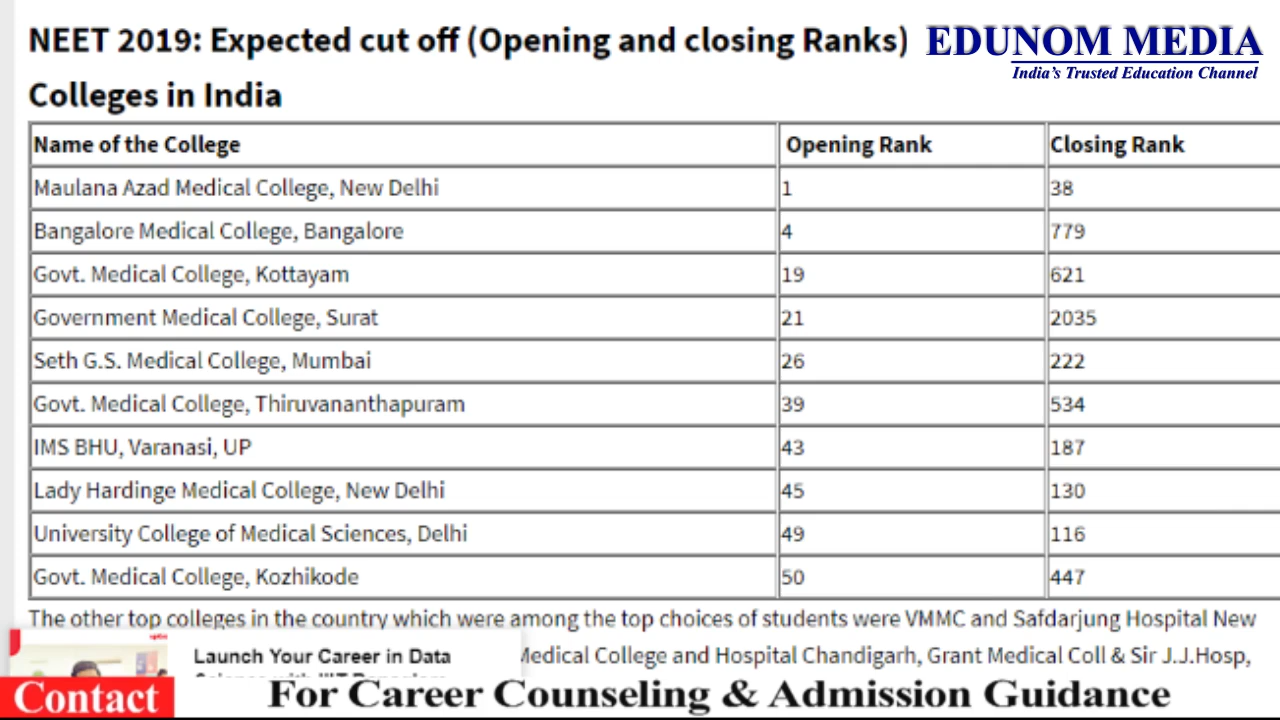 NEET 2019: Expected cut off (Opening and closing Ranks)
EDUNOM MEDIA
India's Trusted Education Channel
Colleges in India
Name of the College Opening Rank Closing Rank
Maulana Azad Medical College, New Delhi 1 38
Bangalore Medical College, Bangalore 4 779
Govt. Medical College, Kottayam 19 621
Government Medical College, Surat 21 2035
Seth G.S. Medical College, Mumbai 26 222
Govt. Medical College, Thiruvananthapuram 39 534
IMS BHU, Varanasi, UP 43 187
Lady Hardinge Medical College, New Delhi 45 130
University College of Medical Sciences, Delhi 49 116
Govt. Medical College, Kozhikode 50 447
The other top colleges in the country which were among the top choices of students were VMMC and Safdarjung Hospital New
Medical College and Hospital Chandigarh, Grant Medical Coll & Sir J.J.Hosp,
Launch Your Career in Data
Contact For Career Counseling & Admission Guidance